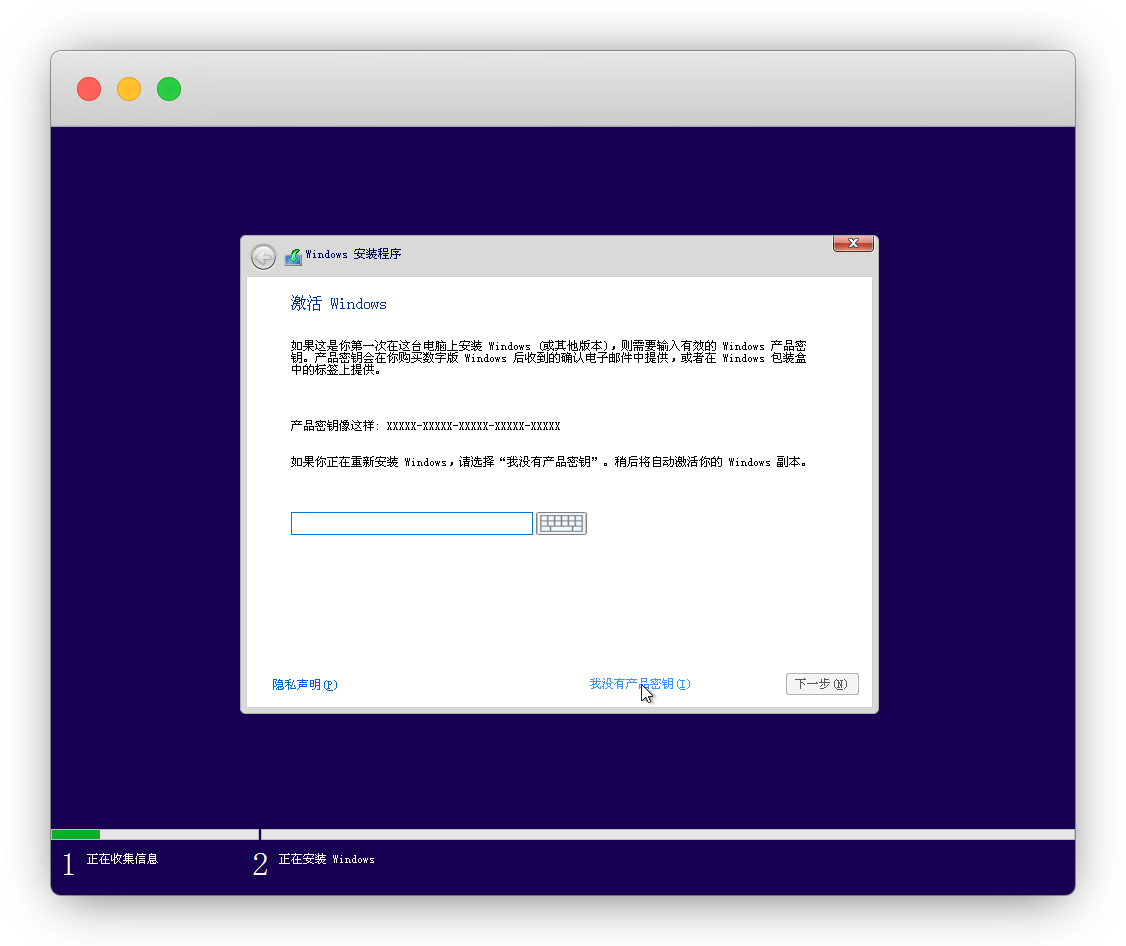 Windows 安装程序
激活 Windows
如果这是你第一次在这台电脑上安装 Windows (或其他版本)，则需要输入有效的 Windows 产品密
钥。产品密钥会在你购买数字版 Windows 后收到的确认电子邮件中提供，或者在 Windows 包装盒
中的标签上提供。
产品密钥像这样: XXXXX-XXXXX-XXXXX-XXXXX-XXXXX
如果你正在重新安装 Windows，请选择“我没有产品密钥”。稍后将自动激活你的 Windows 副本。
隐私声明(P)
我没有产品密钥(I)
下一步(N)
1 正在收集信息
2 正在安装 Windows